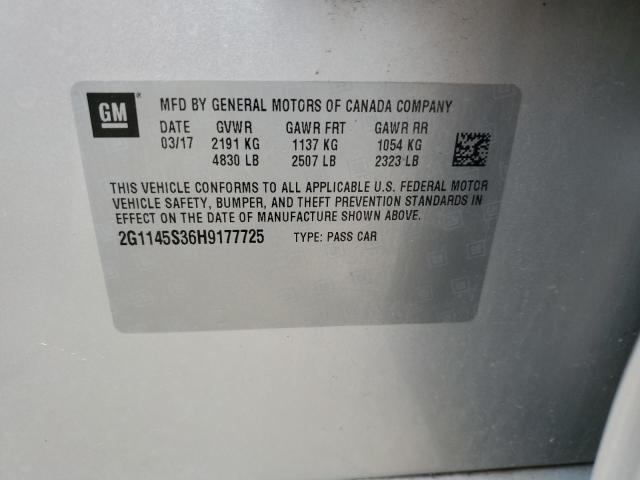 GM ® MFD BY GENERAL MOTORS OF CANADA COMPANY
DATE GVWR GAWR FRT GAWR RR
03/17 2191 KG 1137 KG 1054 KG
4830 LB 2507 LB 2323 LB
THIS VEHICLE CONFORMS TO ALL APPLICABLE U.S. FEDERAL MOTOR
VEHICLE SAFETY, BUMPER, AND THEFT PREVENTION STANDARDS IN
EFFECT ON THE DATE OF MANUFACTURE SHOWN ABOVE.
2G1145S36H9177725 TYPE: PASS CAR